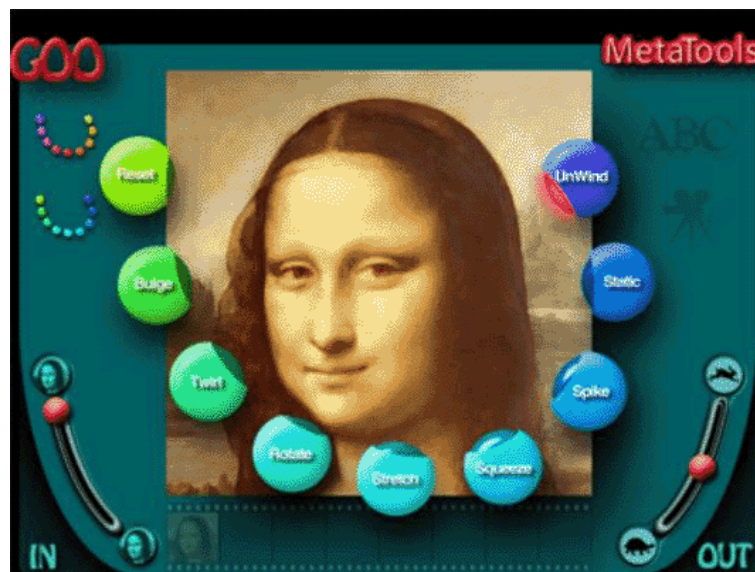 GOO
MetaTools
ABC
Reset
UnWind
Bulge
Static
Twirl
Spike
Rotate
Stretch
Squeeze
IN
OUT